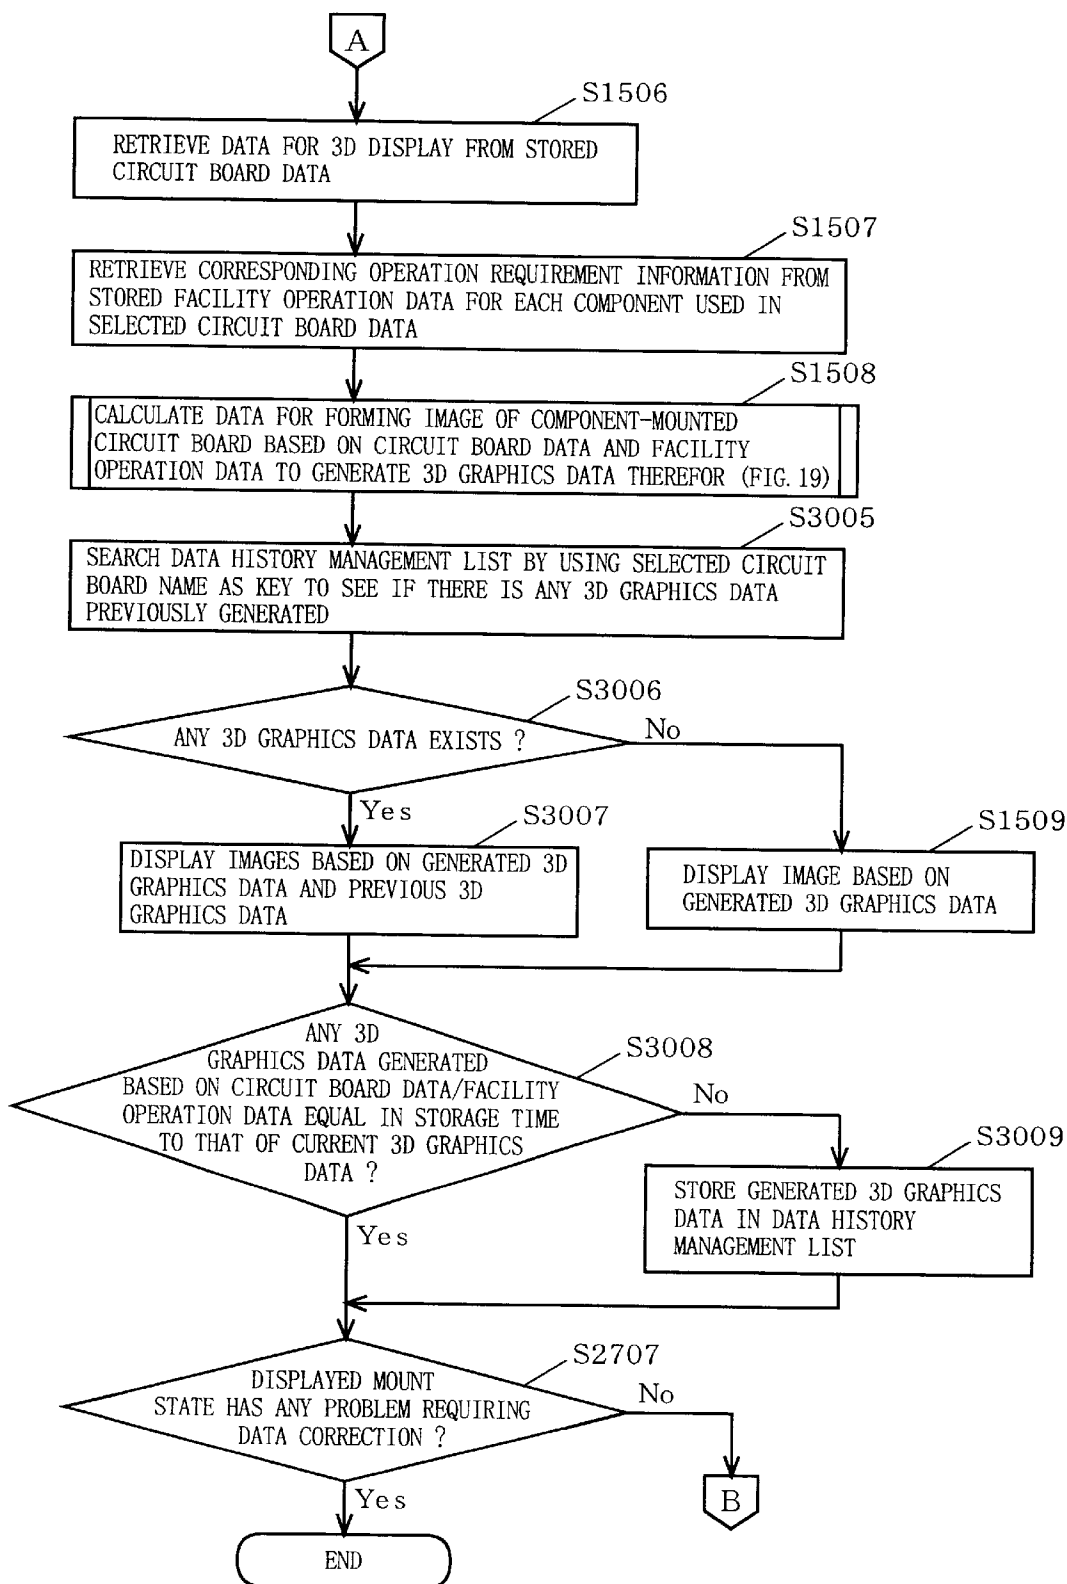 A
S1506
RETRIEVE DATA FOR 3D DISPLAY FROM STORED
CIRCUIT BOARD DATA
S1507
RETRIEVE CORRESPONDING OPERATION REQUIREMENT INFORMATION FROM
STORED FACILITY OPERATION DATA FOR EACH COMPONENT USED IN
SELECTED CIRCUIT BOARD DATA
S1508
CALCULATE DATA FOR FORMING IMAGE OF COMPONENT-MOUNTED
CIRCUIT BOARD BASED ON CIRCUIT BOARD DATA AND FACILITY
OPERATION DATA TO GENERATE 3D GRAPHICS DATA THEREFOR (FIG. 19)
S3005
SEARCH DATA HISTORY MANAGEMENT LIST BY USING SELECTED CIRCUIT
BOARD NAME AS KEY TO SEE IF THERE IS ANY 3D GRAPHICS DATA
PREVIOUSLY GENERATED
S3006
ANY 3D GRAPHICS DATA EXISTS ?
No
Yes
S3007
DISPLAY IMAGES BASED ON GENERATED 3D
GRAPHICS DATA AND PREVIOUS 3D
GRAPHICS DATA
S1509
DISPLAY IMAGE BASED ON
GENERATED 3D GRAPHICS DATA
S3008
ANY 3D
GRAPHICS DATA GENERATED
BASED ON CIRCUIT BOARD DATA/FACILITY
OPERATION DATA EQUAL IN STORAGE TIME
TO THAT OF CURRENT 3D GRAPHICS
DATA ?
No
Yes
S3009
STORE GENERATED 3D GRAPHICS
DATA IN DATA HISTORY
MANAGEMENT LIST
S2707
DISPLAYED MOUNT
STATE HAS ANY PROBLEM REQUIRING
DATA CORRECTION ?
No
B
Yes
END